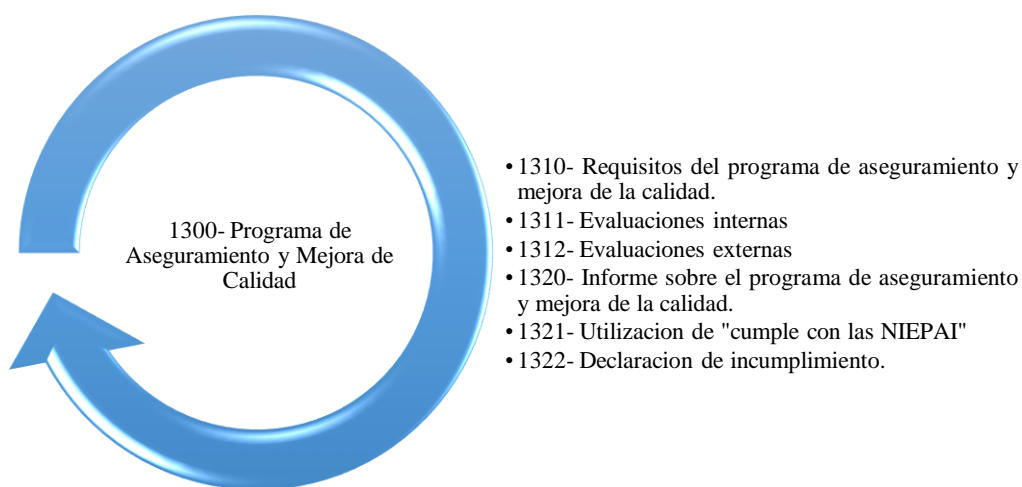 1300- Programa de
Aseguramiento y Mejora de
Calidad
• 1310- Requisitos del programa de aseguramiento y
mejora de la calidad.
• 1311- Evaluaciones internas
• 1312- Evaluaciones externas
• 1320- Informe sobre el programa de aseguramiento
y mejora de la calidad.
• 1321- Utilizacion de "cumple con las NIEPAI"
• 1322- Declaracion de incumplimiento.